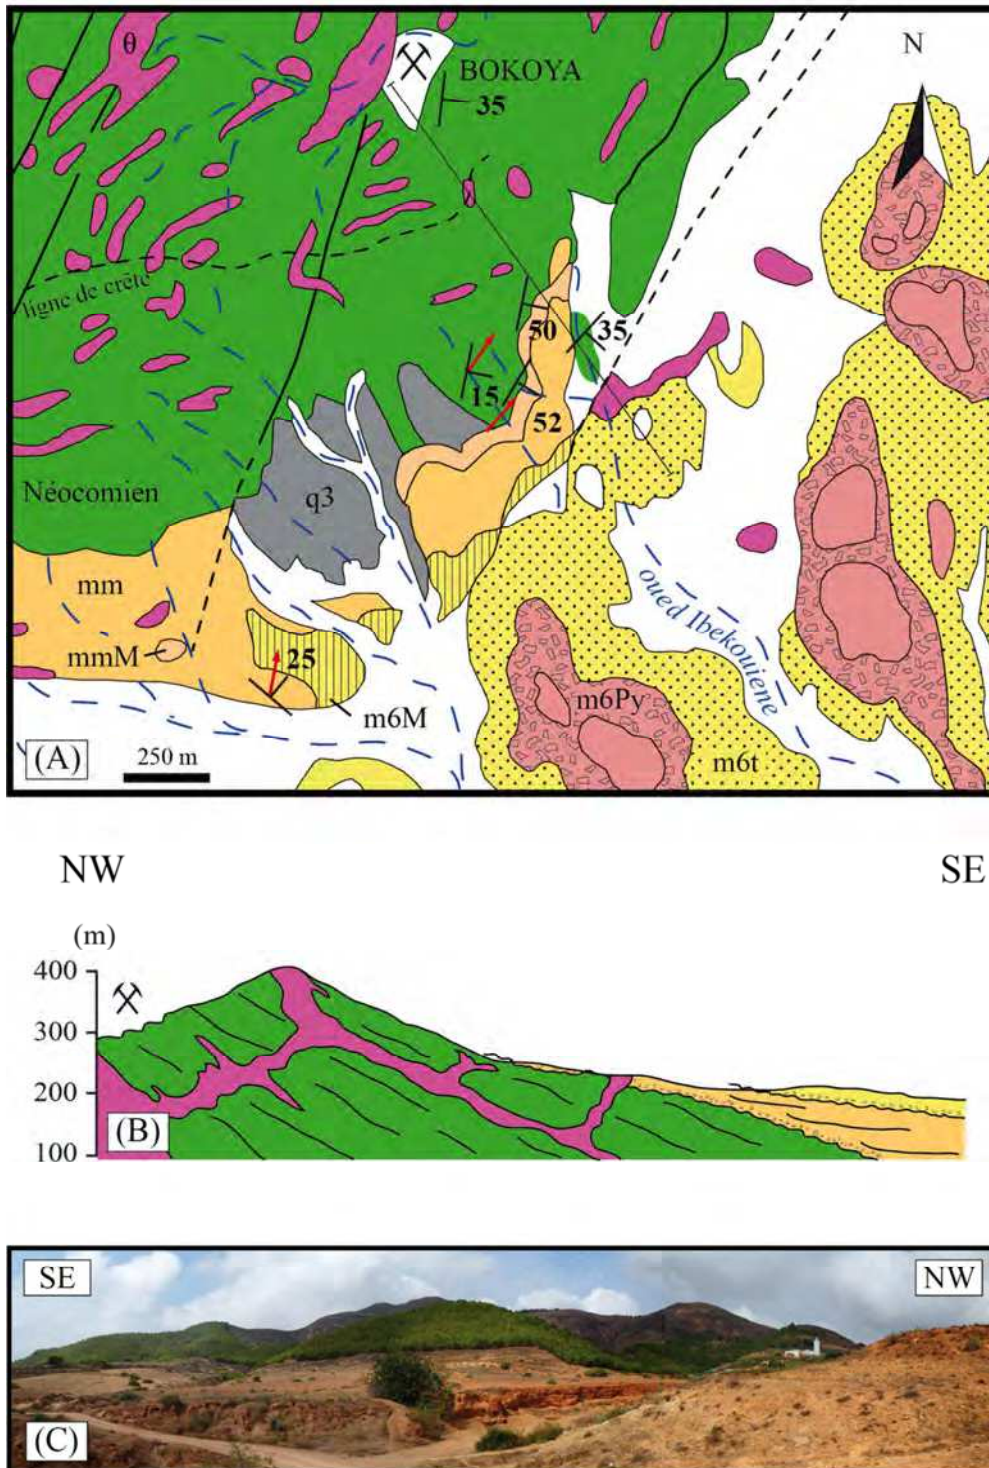 θ
N
BOKOYA
35
ligne de crête
50
35
15
52
Néocomien
q3
mm
oued Ibekouiene
mmM
25
m6Py
m6M
(A)
250 m
m6t
NW
SE
(m)
400
300
200
(B)
100
SE
NW
(C)